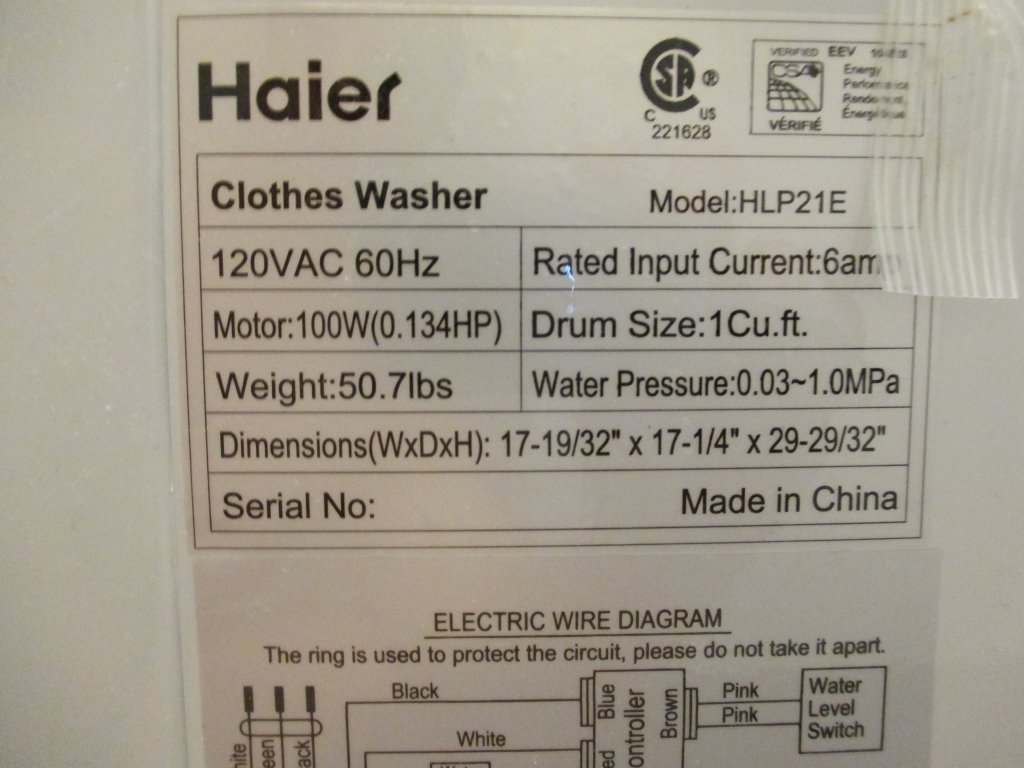 Haier
CSA ®
C US
221628
VERIFIED EEV
CSA
Energy
VÉRIFIÉ
Clothes Washer Model:HLP21E
120VAC 60Hz Rated Input Current:6am
Motor:100W(0.134HP) Drum Size:1Cu.ft.
Weight:50.7lbs Water Pressure:0.03~1.0MPa
Dimensions(WxDxH): 17-19/32" x 17-1/4" x 29-29/32"
Serial No: Made in China
ELECTRIC WIRE DIAGRAM
The ring is used to protect the circuit, please do not take it apart.
Black
Blue
Brown
Pink
Pink
Water
Level
Switch
White